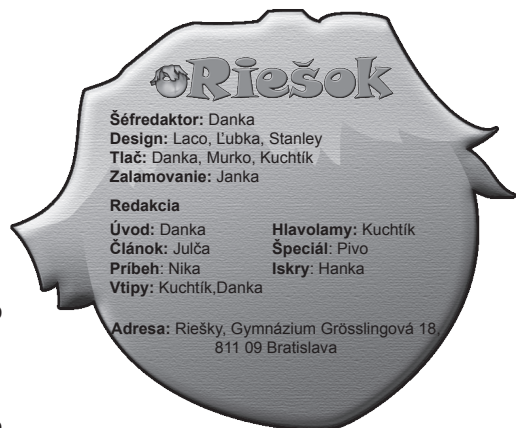 Riešok
Šéfredaktor: Danka
Design: Laco, Ľubka, Stanley
Tlač: Danka, Murko, Kuchtík
Zalamovanie: Janka
Redakcia
Úvod: Danka Hlavolamy: Kuchtík
Článok: Julča Špeciál: Pivo
Príbeh: Nika Iskry: Hanka
Vtipy: Kuchtík,Danka
Adresa: Riešky, Gymnázium Grösslingová 18,
811 09 Bratislava